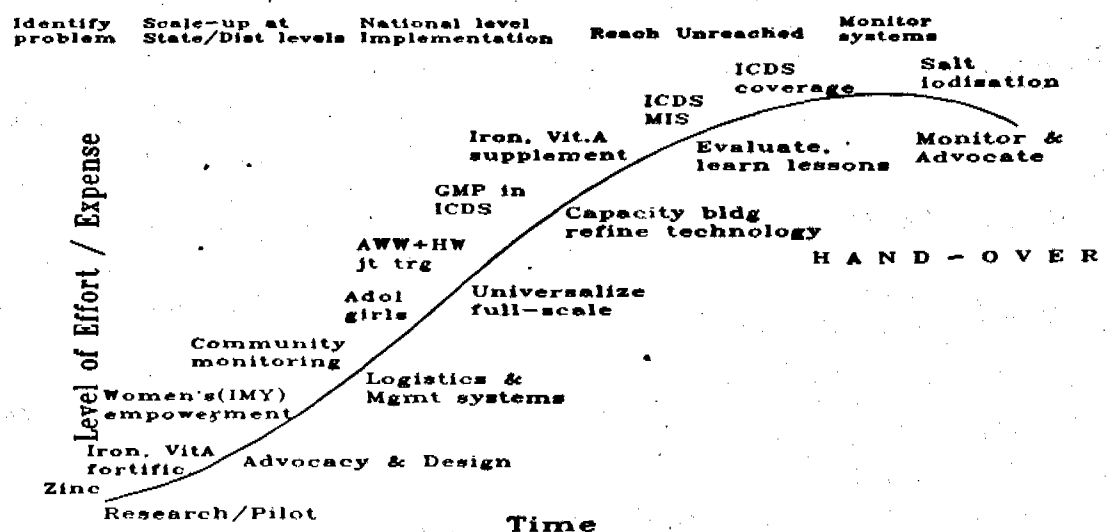 Identify problem
Scale-up at State/Dist levels
National level Implementation
Reach Unreached
Monitor systems
Salt iodisation
ICDS coverage
ICDS MIS
Iron, Vit.A supplement
Evaluate, learn lessons
Monitor & Advocate
GMP in ICDS
Capacity bldg refine technology
AWW+HW jt trg
HAND-OVER
Adol girls
Universalize full-scale
Community monitoring
Logistics & Mgmt systems
Women's(IMY) empowerment
Iron, VitA fortific
Advocacy & Design
Zinc
Research/Pilot
Time
Level of Effort / Expense